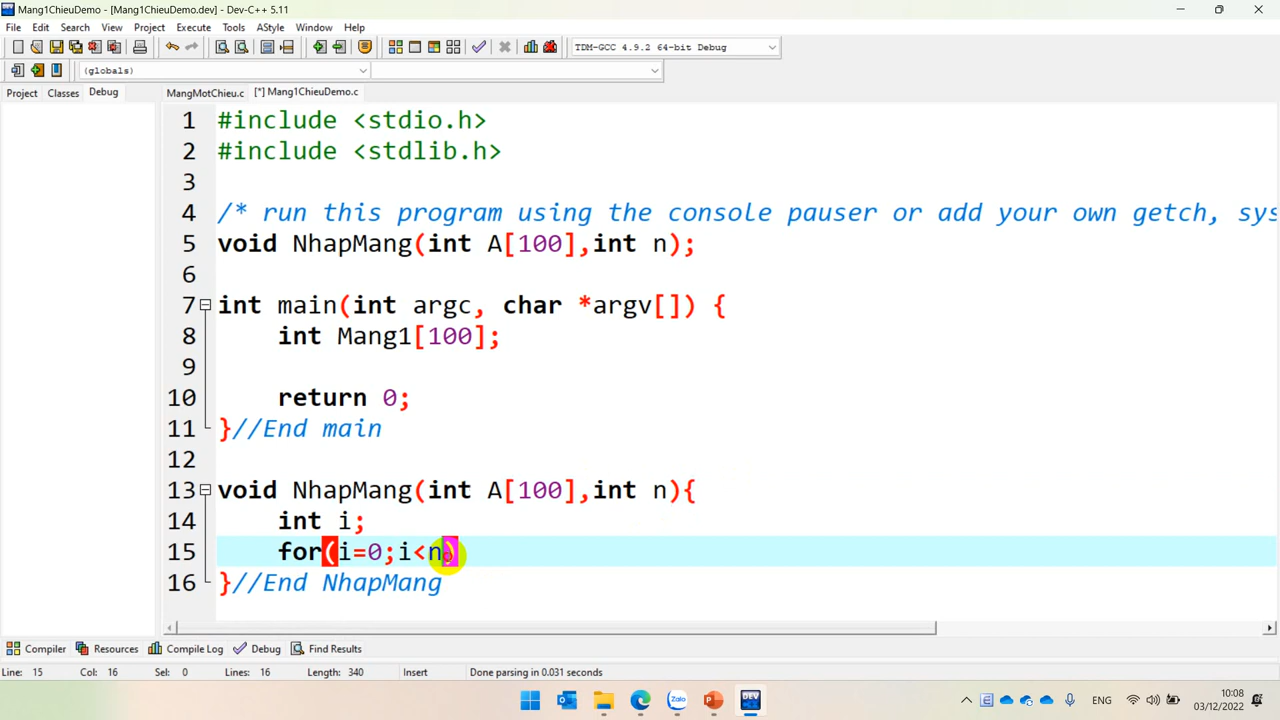 Mang1ChieuDemo - [Mang1ChieuDemo.dev] - Dev-C++ 5.11
File Edit Search View Project Execute Tools AStyle Window Help
TDM-GCC 4.9.2 64-bit Debug
(globals)
Project Classes Debug
MangMotChieu.c [*] Mang1ChieuDemo.c
1 #include <stdio.h>
2 #include <stdlib.h>
3
4 /* run this program using the console pauser or add your own getch, sys
5 void NhapMang(int A[100],int n);
6
7 int main(int argc, char *argv[]) {
8 int Mang1[100];
9
10 return 0;
11 }//End main
12
13 void NhapMang(int A[100],int n){
14 int i;
15 for(i=0;i<n)
16 }//End NhapMang
Compiler Resources Compile Log Debug Find Results
Line: 15 Col: 16 Sel: 0 Lines: 16 Length: 340 Insert Done parsing in 0.031 seconds
Zalo
DEV
ENG
10:08
03/12/2022